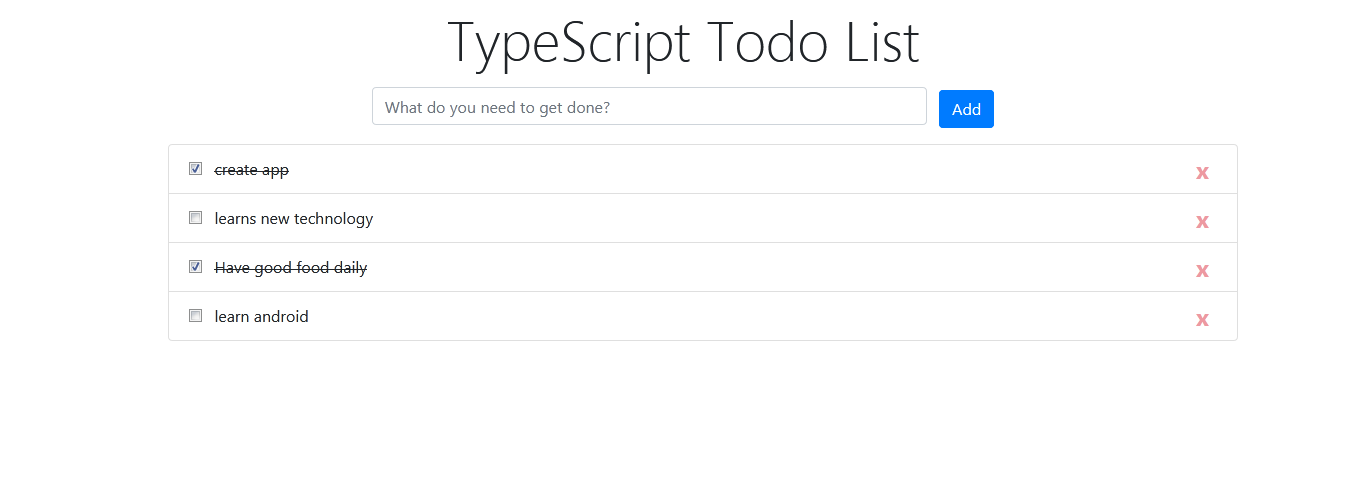 TypeScript Todo List
What do you need to get done?
Add
create app
x
learns new technology
x
Have good food daily
x
learn android
x